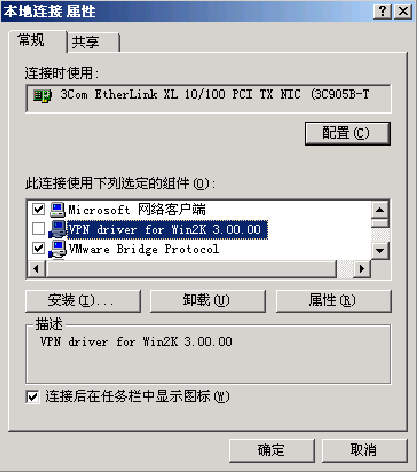 本地连接 属性
常规
共享
连接时使用:
3Com EtherLink XL 10/100 PCI TX NIC (3C905B-T
配置(C)
此连接使用下列选定的组件(O):
Microsoft 网络客户端
VPN driver for Win2K 3.00.00
VMware Bridge Protocol
安装(I)...
卸载(U)
属性(R)
描述
VPN driver for Win2K 3.00.00
连接后在任务栏中显示图标(W)
确定
取消